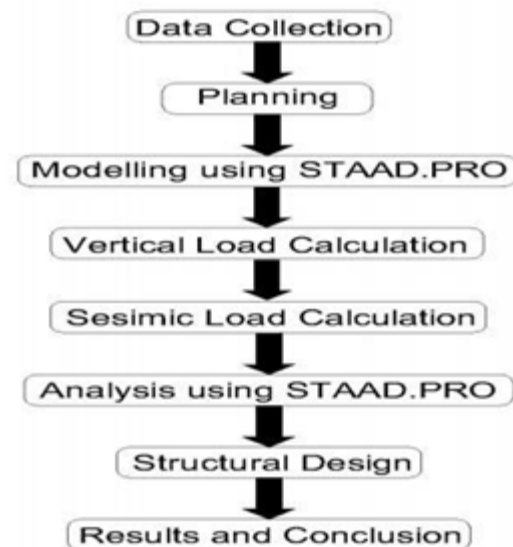 Data Collection
Planning
Modelling using STAAD.PRO
Vertical Load Calculation
Sesimic Load Calculation
Analysis using STAAD.PRO
Structural Design
Results and Conclusion